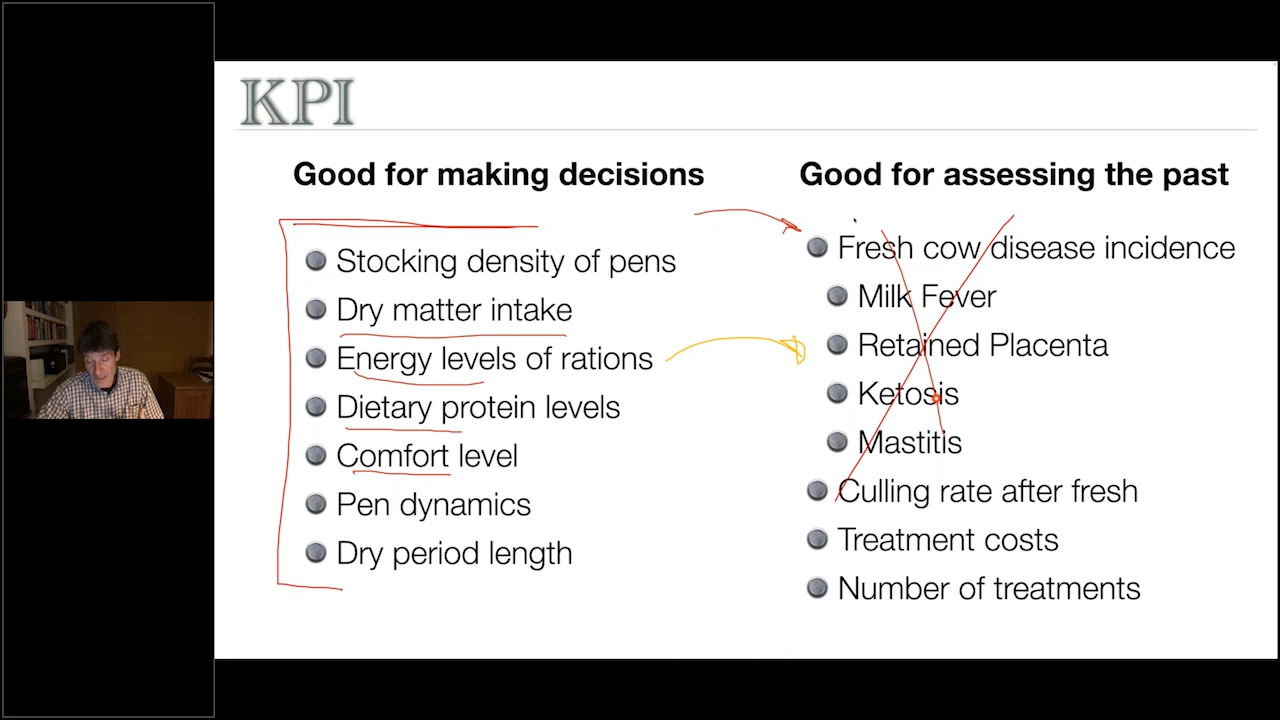 KPI
Good for making decisions
Stocking density of pens
Dry matter intake
Energy levels of rations
Dietary protein levels
Comfort level
Pen dynamics
Dry period length
Good for assessing the past
Fresh cow disease incidence
Milk Fever
Retained Placenta
Ketosis
Mastitis
Culling rate after fresh
Treatment costs
Number of treatments